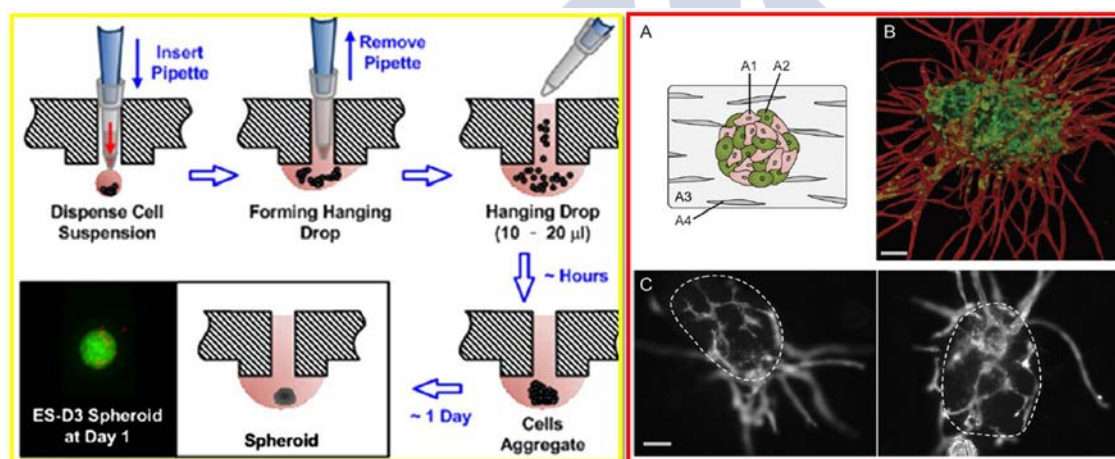 Insert
Pipette
Remove
Pipette
Dispense Cell
Suspension
Forming Hanging
Drop
Hanging Drop
(10 - 20 µl)
~ Hours
ES-D3 Spheroid
at Day 1
Spheroid
~ 1 Day
Cells
Aggregate
A
A1
A2
A3
A4
B
C